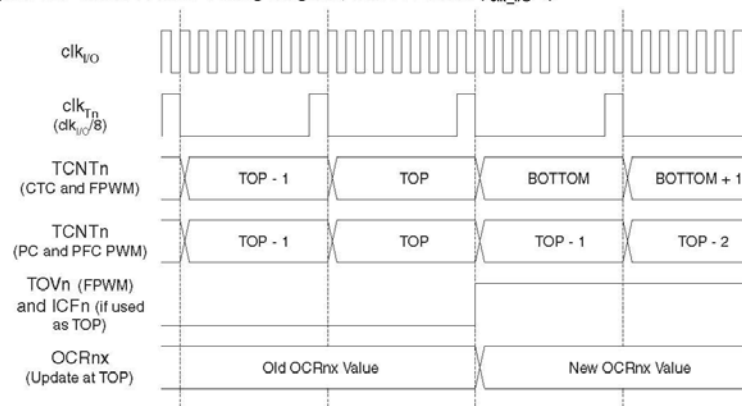 clkI/O
clkTn
(clkI/O/8)
TCNTn
(CTC and FPWM)
TOP - 1
TOP
BOTTOM
BOTTOM + 1
TCNTn
(PC and PFC PWM)
TOP - 1
TOP
TOP - 1
TOP - 2
TOVn (FPWM)
and ICFn (if used
as TOP)
OCRnx
(Update at TOP)
Old OCRnx Value
New OCRnx Value